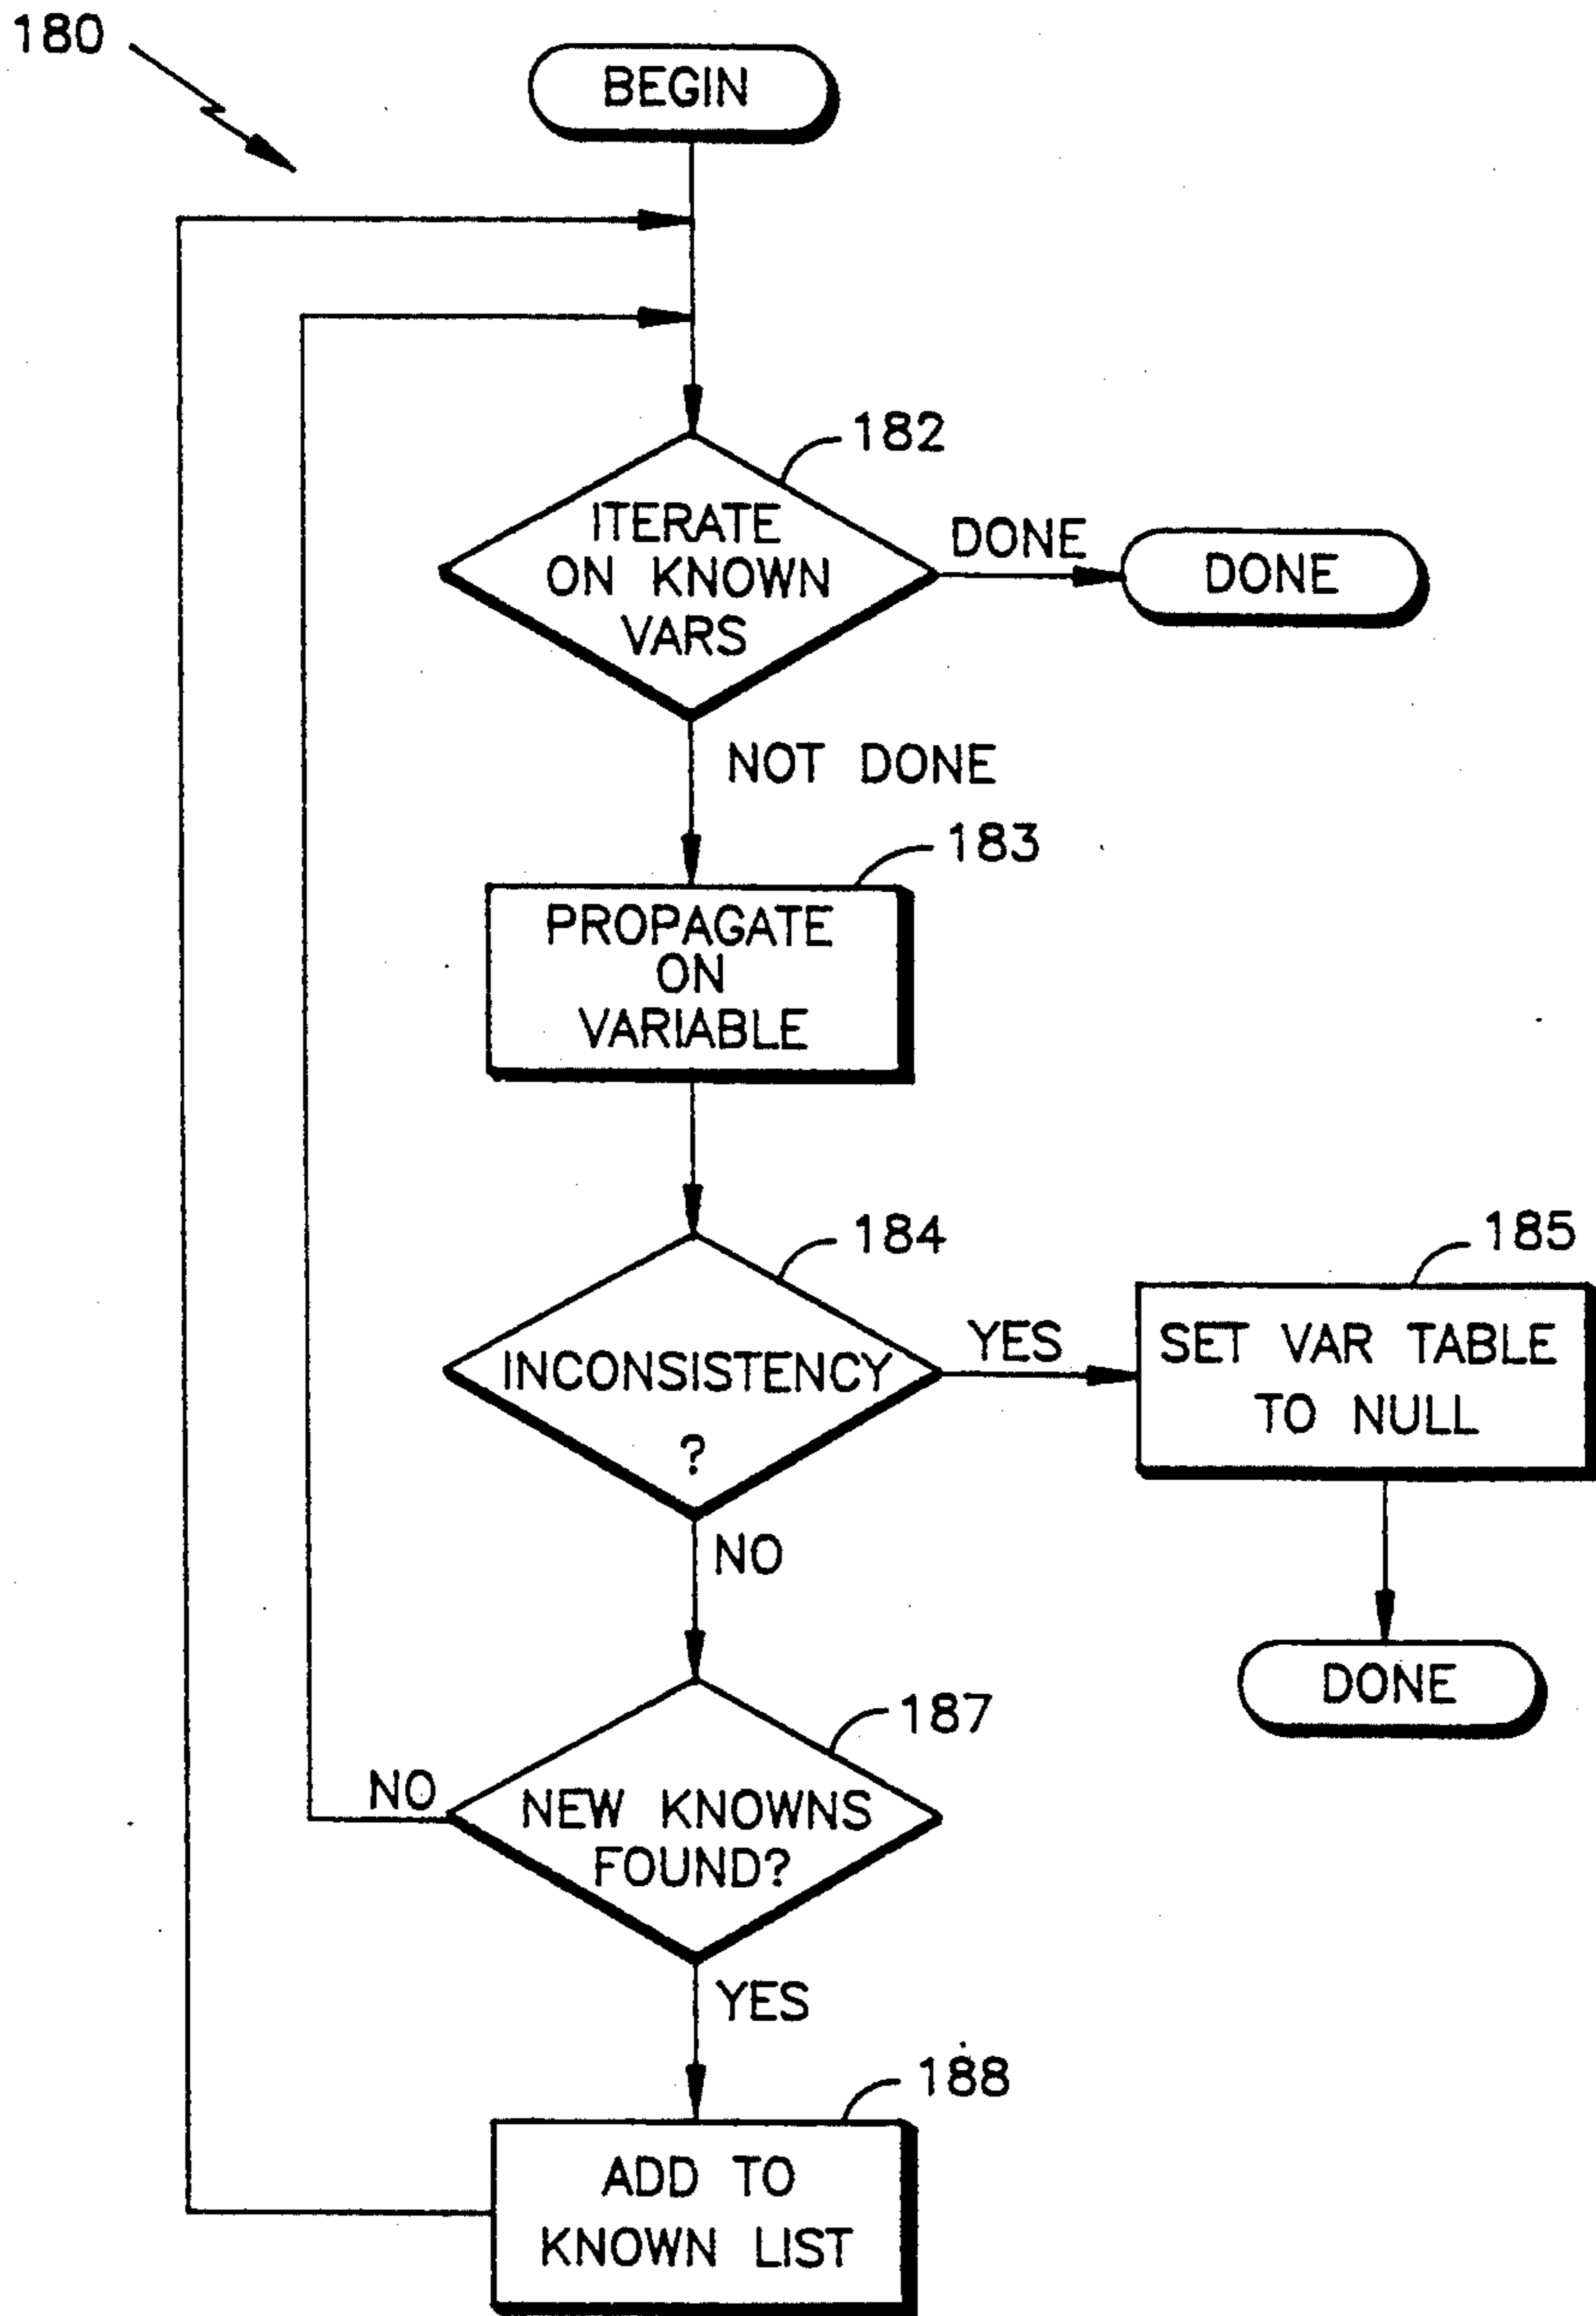 180
BEGIN
182
ITERATE
ON KNOWN
VARS
DONE
DONE
NOT DONE
183
PROPAGATE
ON
VARIABLE
184
INCONSISTENCY
?
YES
185
SET VAR TABLE
TO NULL
NO
DONE
187
NEW KNOWNS
FOUND?
NO
YES
188
ADD TO
KNOWN LIST